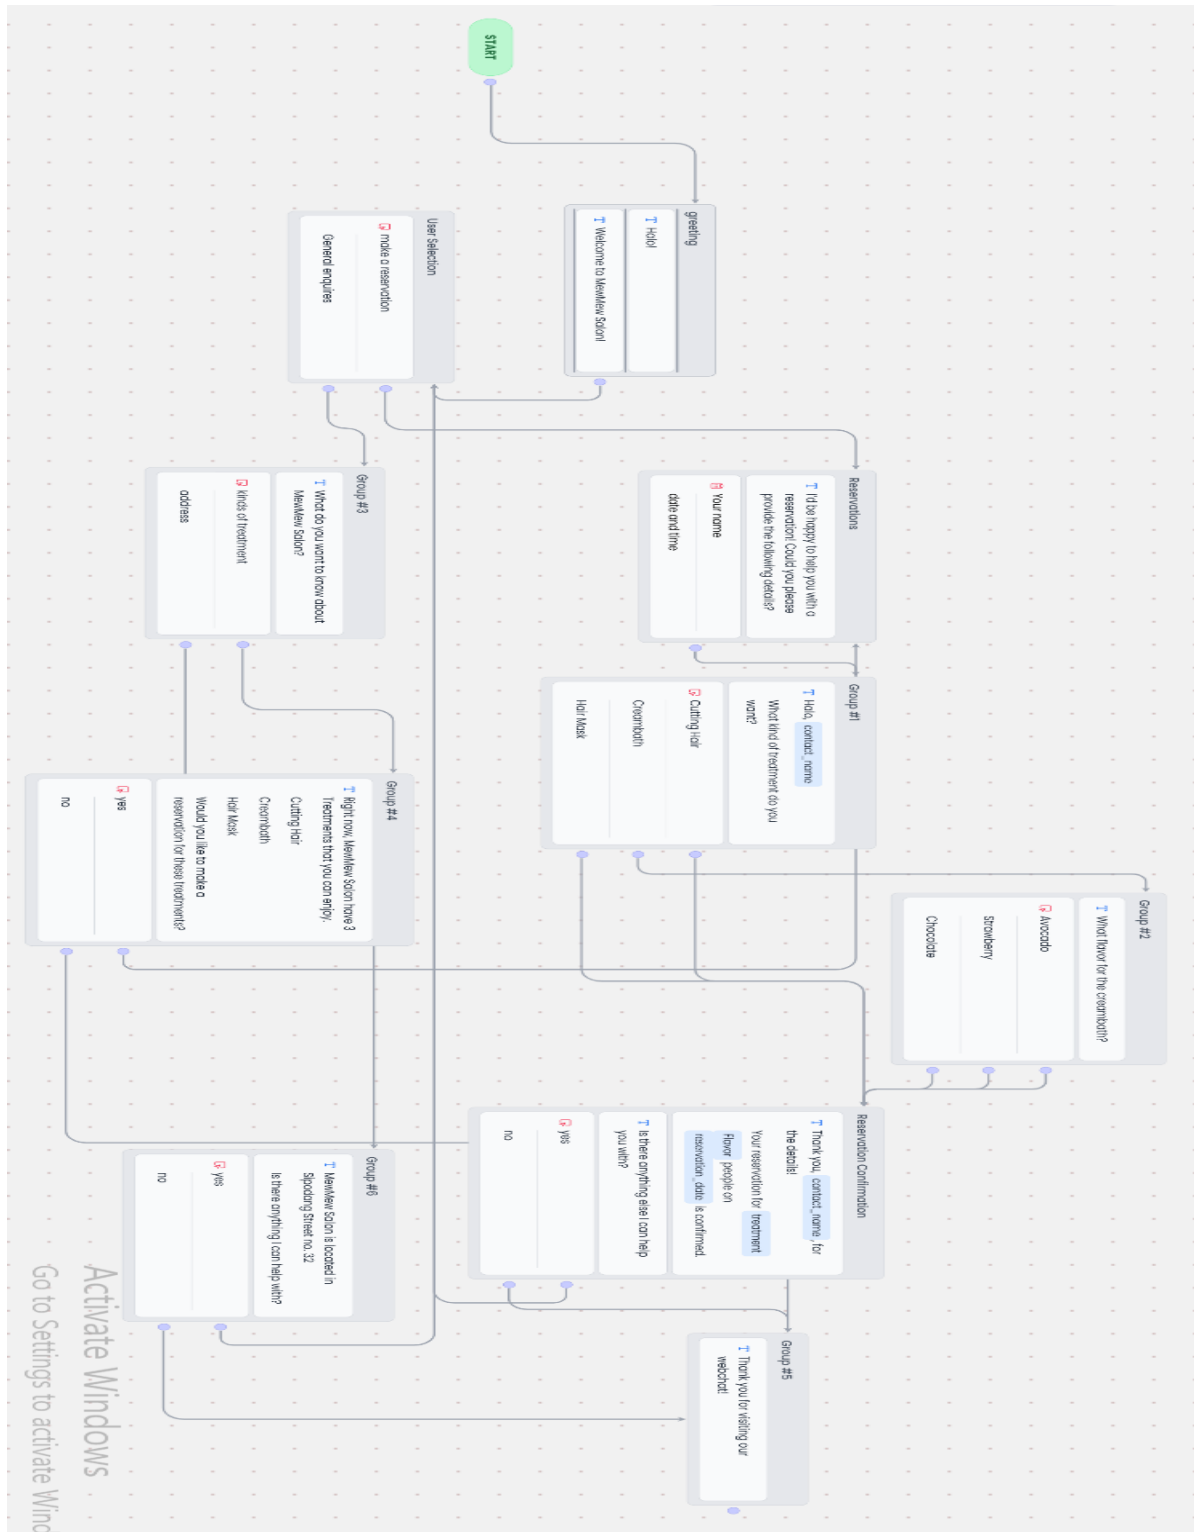 START
greeting
Halo!
Welcome to MewMew Salon!
User Selection
make a reservation
General enquires
Reservations
I'd be happy to help you with a
reservation! Could you please
provide the following details?
Your name
date and time
Group #3
What do you want to know about
MewMew Salon?
kinds of treatment
address
Group #1
Halo, contact_name
What kind of treatment do you
want?
Cutting Hair
Creambath
Hair Mask
Group #4
Right now, MewMew Salon have 3
Treatments that you can enjoy.
Cutting Hair
Creambath
Hair Mask
Would you like to make a
reservation for these treatments?
yes
no
Group #2
What flavor for the creambath?
Avocado
Strawberry
Chocolate
Reservation Confirmation
Thank you, contact_name, for
the details!
Your reservation for treatment
Flavor people on
reservation_date is confirmed.
Is there anything else I can help
you with?
yes
no
Group #6
MewMew Salon is located in
Sipodang Street no. 32
Is there anything I can help with?
yes
no
Group #5
Thank you for visiting our
webchat!
Activate Windows
Go to Settings to activate Wind